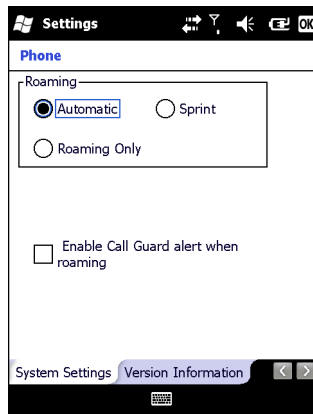 Settings OK
Phone
Roaming
Automatic Sprint
Roaming Only
Enable Call Guard alert when
roaming
System Settings Version Information